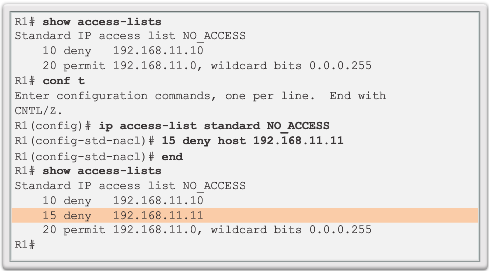 R1# show access-lists
Standard IP access list NO_ACCESS
    10 deny   192.168.11.10
    20 permit 192.168.11.0, wildcard bits 0.0.0.255
R1# conf t
Enter configuration commands, one per line.  End with
CNTL/Z.
R1(config)# ip access-list standard NO_ACCESS
R1(config-std-nacl)# 15 deny host 192.168.11.11
R1(config-std-nacl)# end
R1# show access-lists
Standard IP access list NO_ACCESS
    10 deny   192.168.11.10
    15 deny   192.168.11.11
    20 permit 192.168.11.0, wildcard bits 0.0.0.255
R1#